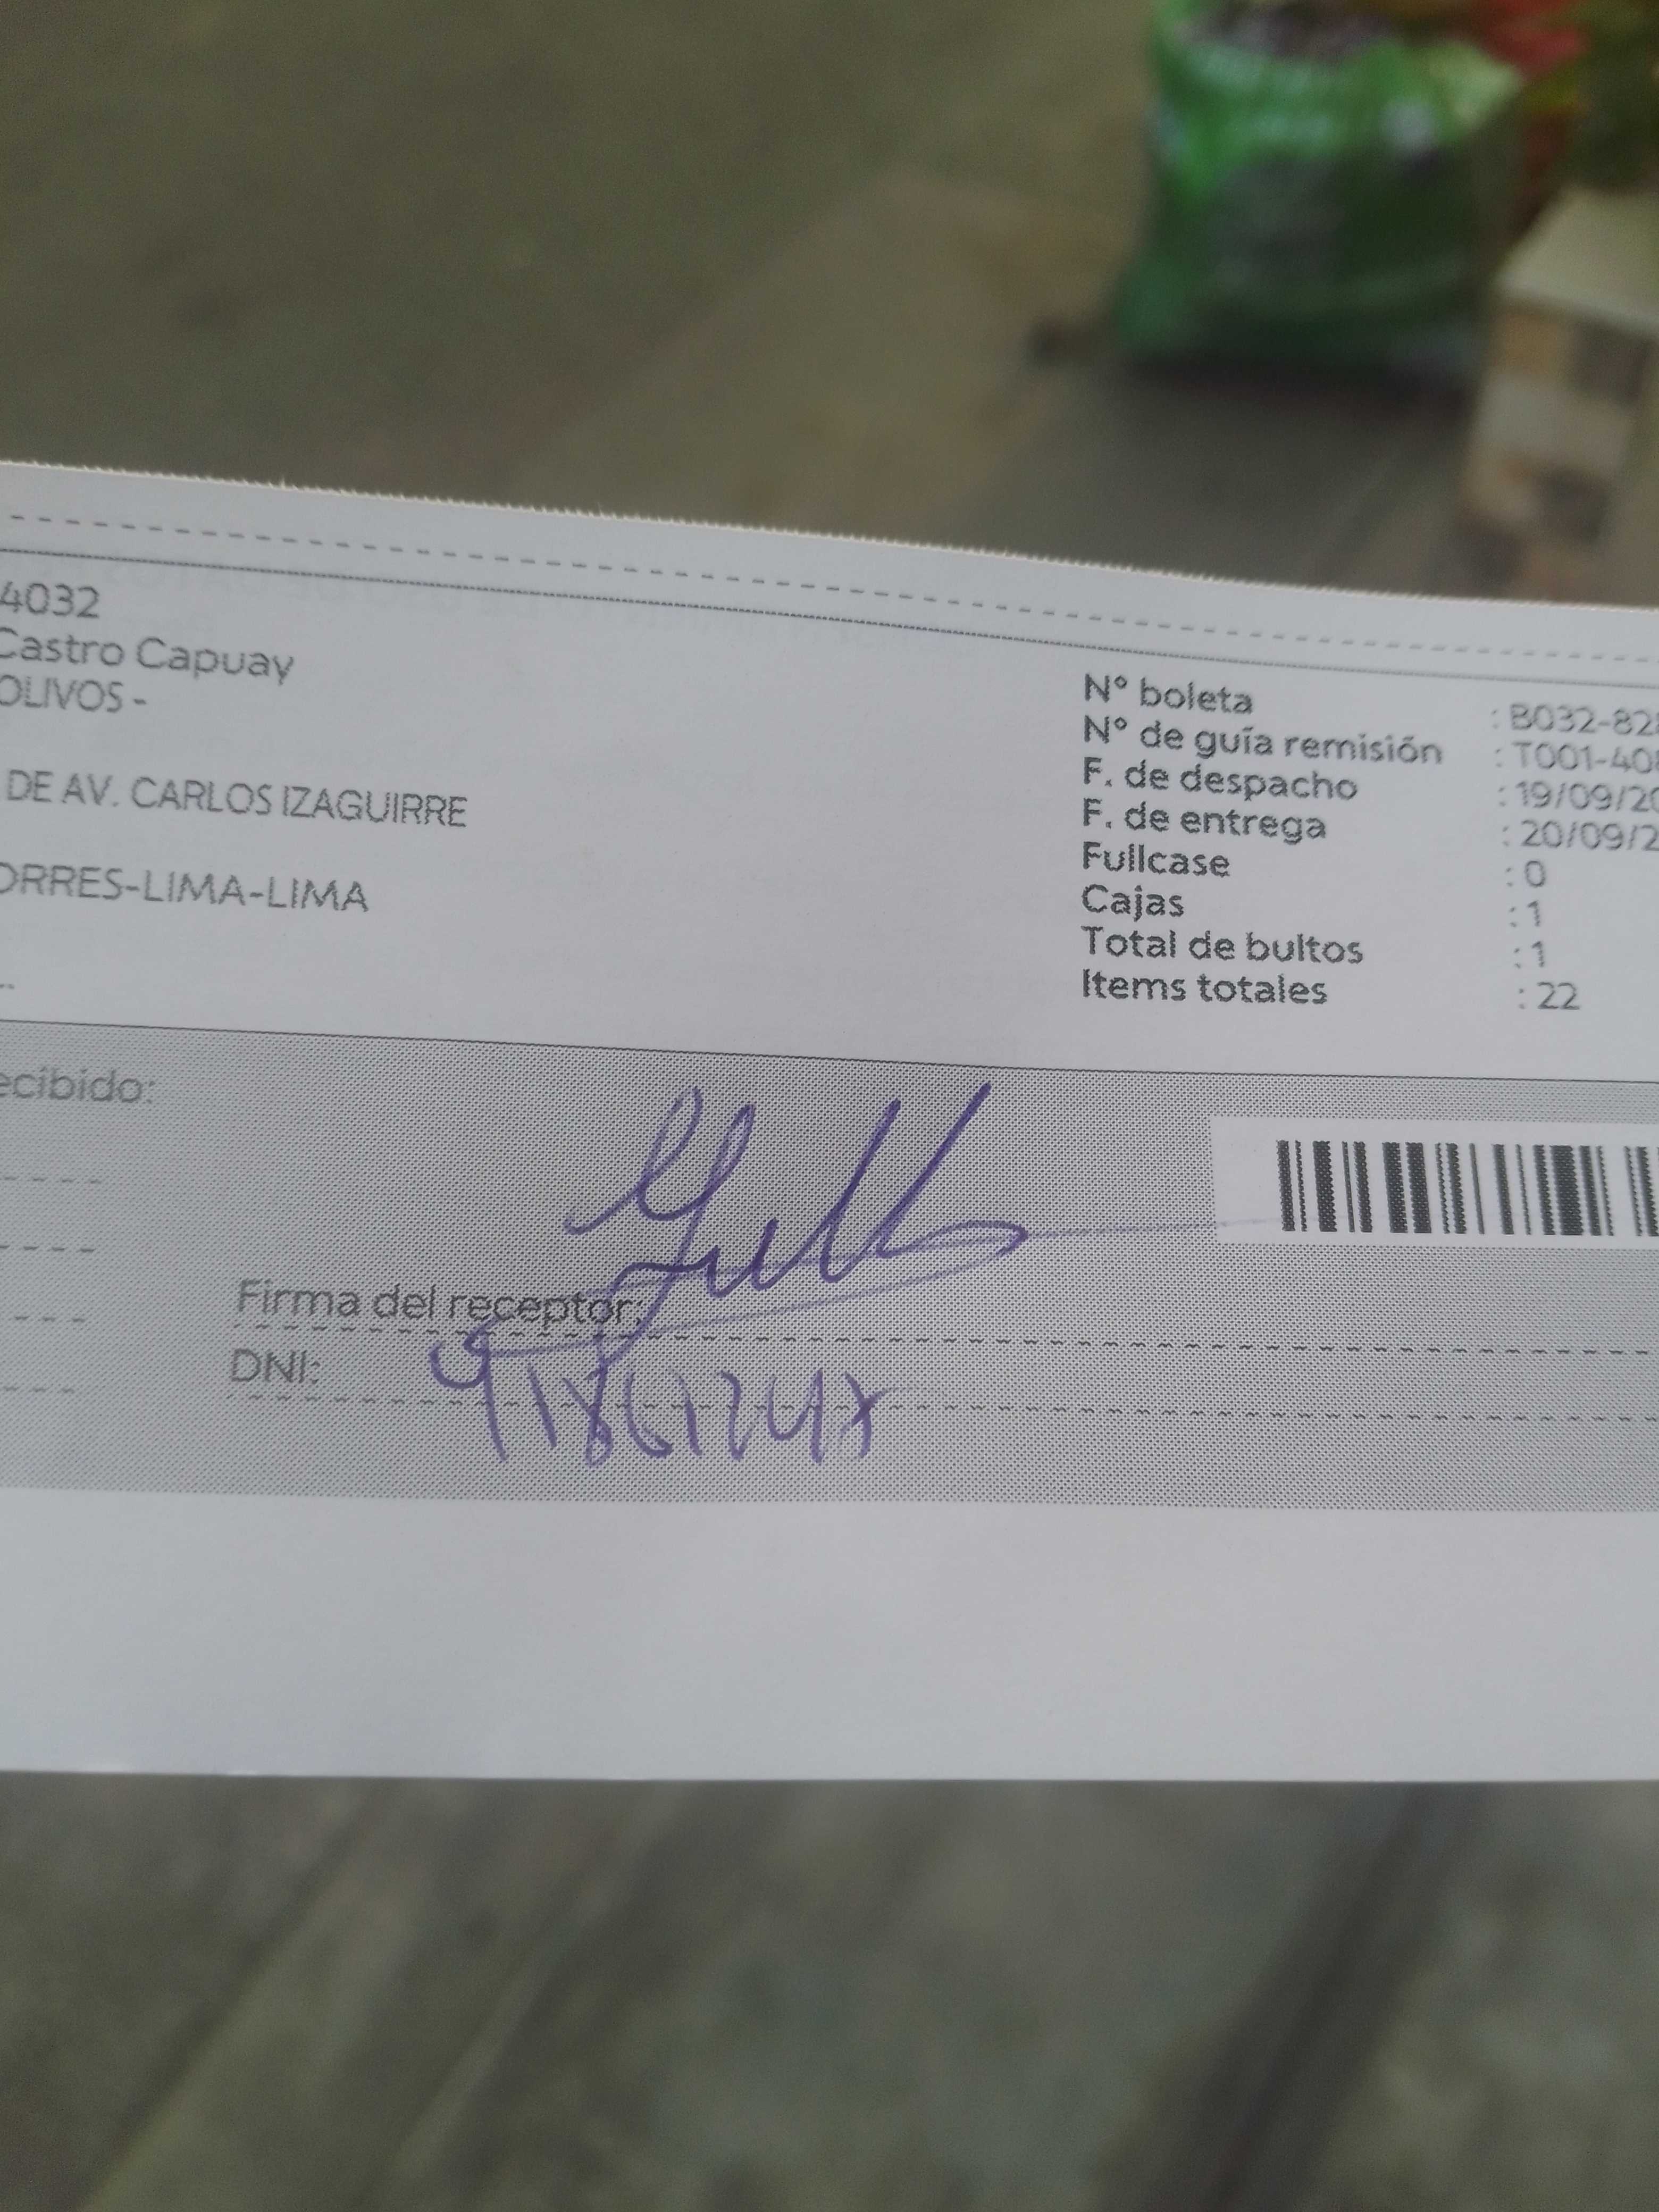 4032
Castro Capuay
OLIVOS -
DE AV. CARLOS IZAGUIRRE
ORRES-LIMA-LIMA
N° boleta : B032-828
N° de guía remisión : T001-40
F. de despacho : 19/09/20
F. de entrega : 20/09/2
Fullcase : 0
Cajas : 1
Total de bultos : 1
Items totales : 22
ecibido:
Firma del receptor:
DNI: